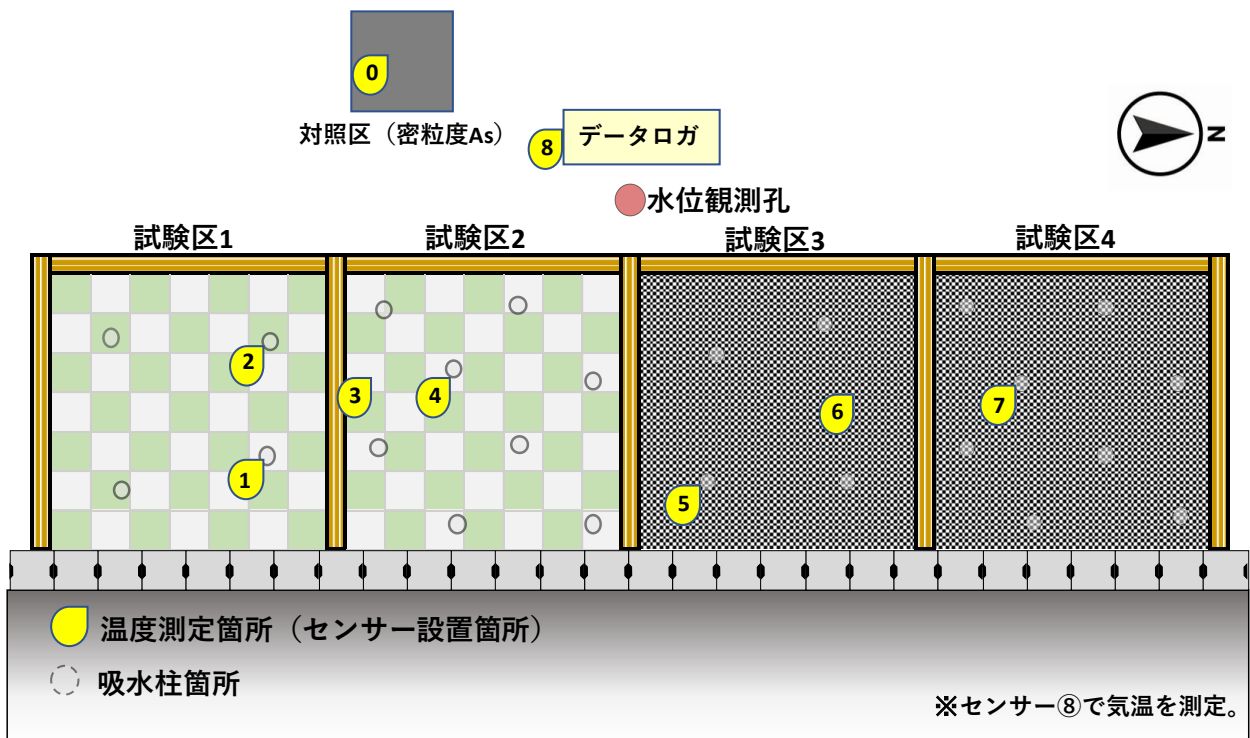 0
対照区（密粒度As）
8
データロガ
N
水位観測孔
試験区1
試験区2
試験区3
試験区4
2
3
4
6
7
1
5
温度測定箇所（センサー設置箇所）
吸水柱箇所
※センサー⑧で気温を測定。